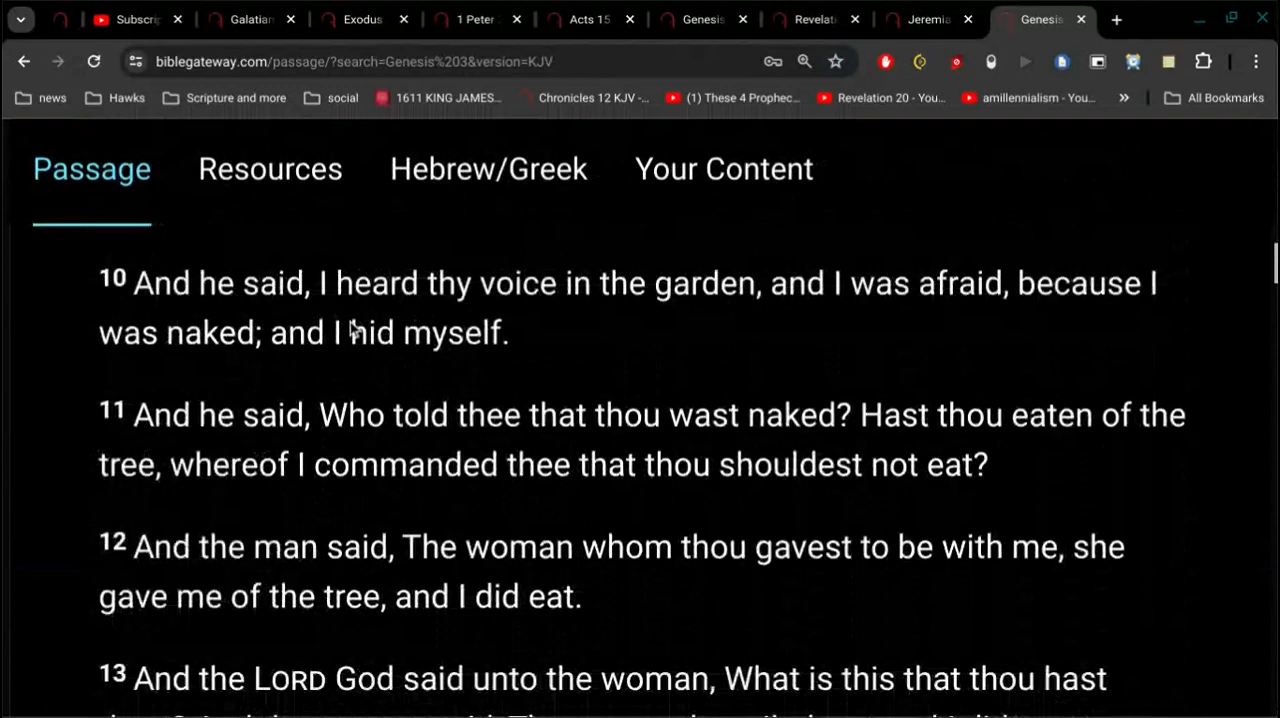 Subscri Galatian Exodus 1 Peter Acts 15 Genesis Revelat Jeremia Genesis
biblegateway.com/passage/?search=Genesis%203&version=KJV
news Hawks Scripture and more social 1611 KING JAMES... Chronicles 12 KJV -... (1) These 4 Prophec... Revelation 20 - You... amillennialism - You... » All Bookmarks
Passage Resources Hebrew/Greek Your Content
10 And he said, I heard thy voice in the garden, and I was afraid, because I
was naked; and I hid myself.
11 And he said, Who told thee that thou wast naked? Hast thou eaten of the
tree, whereof I commanded thee that thou shouldest not eat?
12 And the man said, The woman whom thou gavest to be with me, she
gave me of the tree, and I did eat.
13 And the LORD God said unto the woman, What is this that thou hast